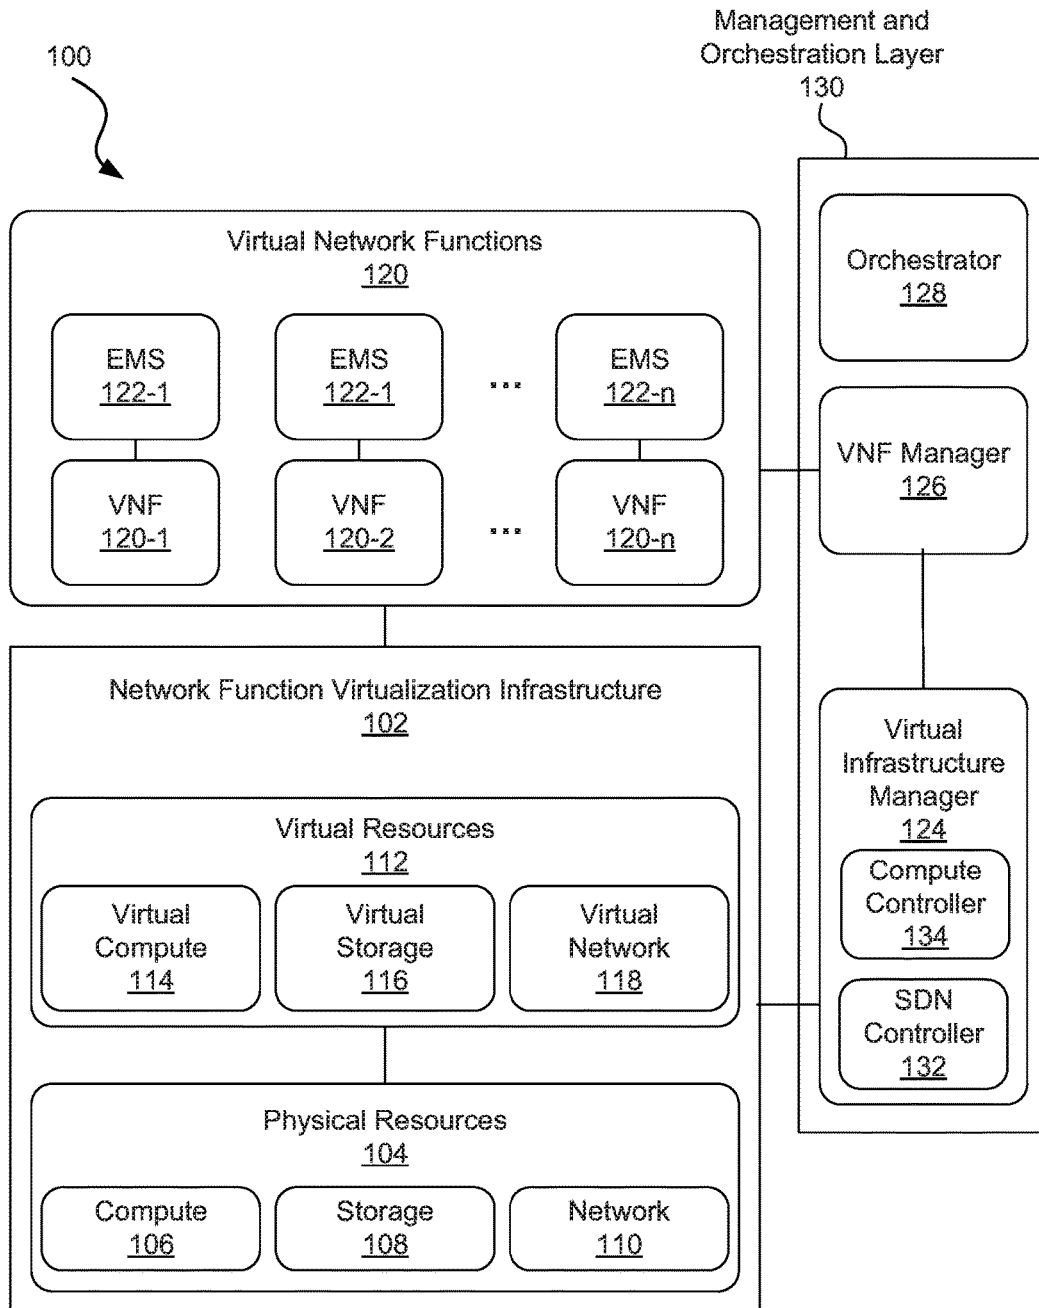 Management and
Orchestration Layer
130
100
Virtual Network Functions
120
EMS
122-1
EMS
122-1
...
EMS
122-n
VNF
120-1
VNF
120-2
...
VNF
120-n
Orchestrator
128
VNF Manager
126
Network Function Virtualization Infrastructure
102
Virtual Resources
112
Virtual
Compute
114
Virtual
Storage
116
Virtual
Network
118
Physical Resources
104
Compute
106
Storage
108
Network
110
Virtual
Infrastructure
Manager
124
Compute
Controller
134
SDN
Controller
132